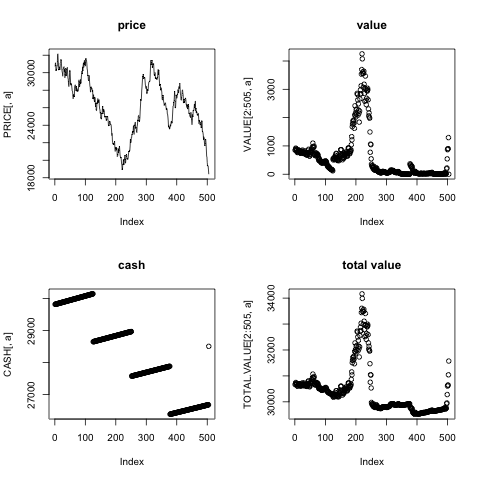 price
PRICE[, a]
18000 24000 30000
0 100 200 300 400 500
Index
value
VALUE[2:505, a]
0 1000 3000
0 100 200 300 400 500
Index
cash
CASH[, a]
27000 29000
0 100 200 300 400 500
Index
total value
TOTAL.VALUE[2:505, a]
30000 32000 34000
0 100 200 300 400 500
Index